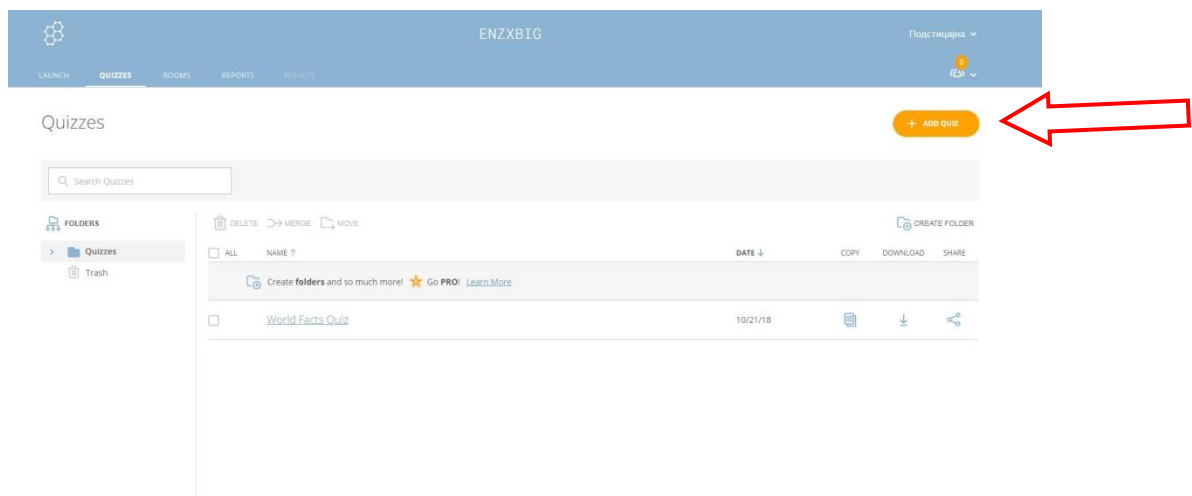 ENZXBIG
Подстицајна
0
LAUNCH QUIZZES ROOMS REPORTS RESULTS
Quizzes
+ ADD QUIZ
Search Quizzes
FOLDERS
DELETE MERGE MOVE
CREATE FOLDER
Quizzes
ALL NAME ↑ DATE ↓ COPY DOWNLOAD SHARE
Trash
Create folders and so much more! Go PRO! Learn More
World Facts Quiz 10/21/18